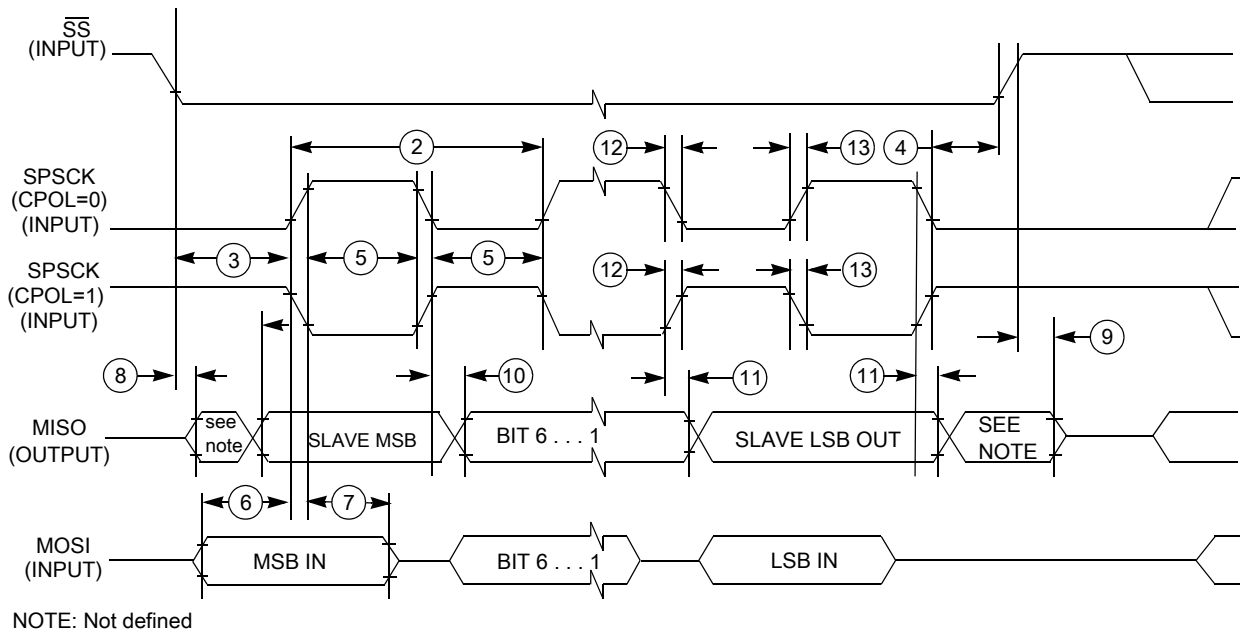 SS
(INPUT)
2
12
13
4
SPSCK
(CPOL=0)
(INPUT)
3
5
5
SPSCK
(CPOL=1)
(INPUT)
12
13
8
10
11
11
9
MISO
(OUTPUT)
see
note
SLAVE MSB
BIT 6 . . . 1
SLAVE LSB OUT
SEE
NOTE
6
7
MOSI
(INPUT)
MSB IN
BIT 6 . . . 1
LSB IN
NOTE: Not defined